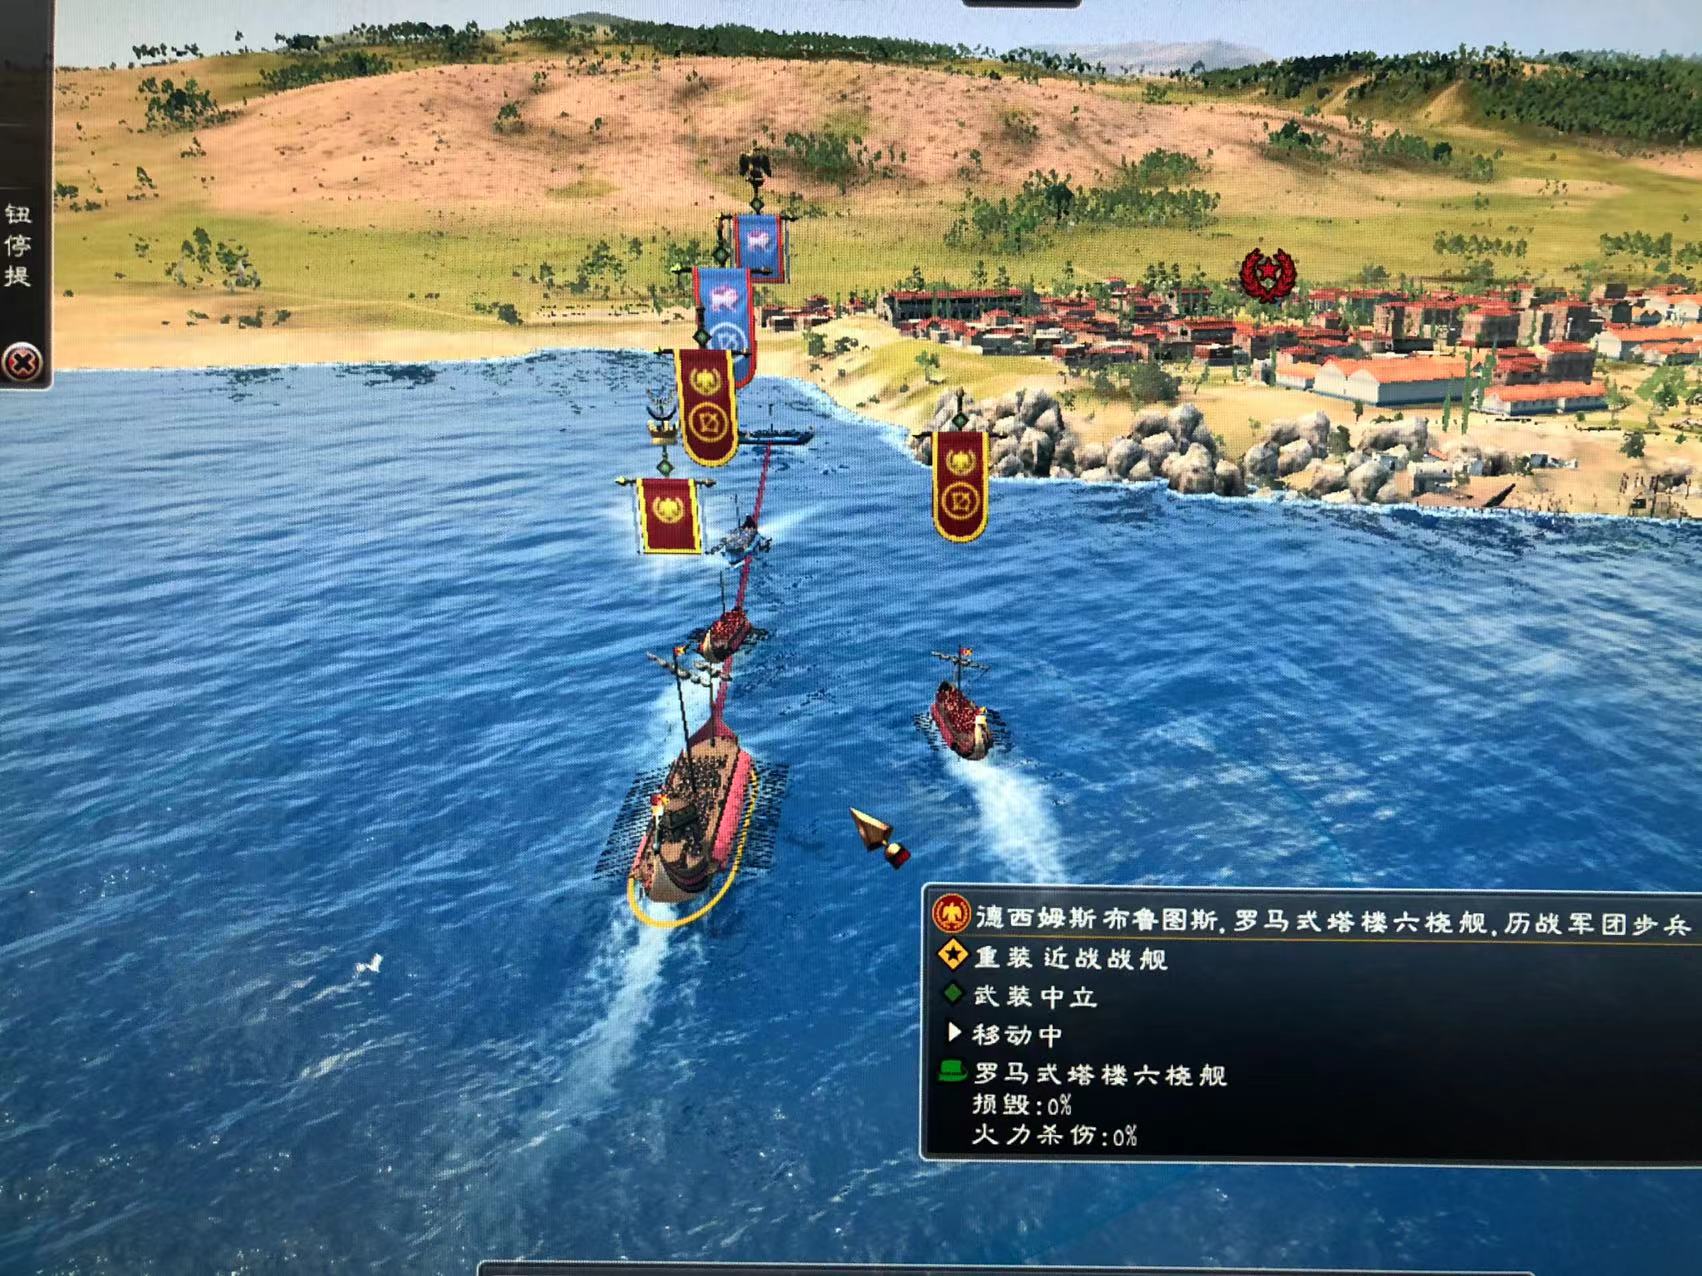 钮
停
提
德西姆斯布鲁图斯,罗马式塔楼六桡舰,历战军团步兵
重装 近战战舰
武装中立
移动中
罗马式塔楼六桡舰
损毁:0%
火力杀伤:0%